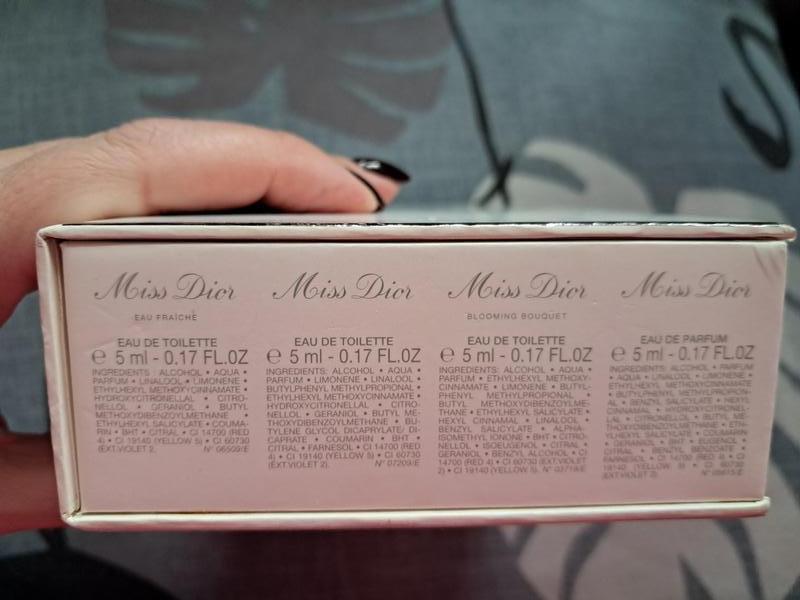 Miss Dior
EAU FRAÎCHE
EAU DE TOILETTE
℮ 5 ml - 0.17 FL.OZ
INGREDIENTS: ALCOHOL • AQUA •
PARFUM • LINALOOL • LIMONENE •
ETHYLHEXYL METHOXYCINNAMATE •
HYDROXYCITRONELLAL • CITRO-
NELLOL • GERANIOL • BUTYL
METHOXYDIBENZOYLMETHANE •
ETHYLHEXYL SALICYLATE • COUMA-
RIN • BHT • CITRAL • CI 14700 (RED
4) • CI 19140 (YELLOW 5) • CI 60730
(EXT.VIOLET 2. N° 06509/E
Miss Dior
EAU DE TOILETTE
℮ 5 ml - 0.17 FL.OZ
INGREDIENTS: ALCOHOL • AQUA •
PARFUM • LIMONENE • LINALOOL •
BUTYLPHENYL METHYLPROPIONAL •
ETHYLHEXYL METHOXYCINNAMATE •
HYDROXYCITRONELLAL • CITRO-
NELLOL • GERANIOL • BUTYL ME-
THOXYDIBENZOYLMETHANE • BU-
TYLENE GLYCOL DICAPRYLATE/ DI-
CAPRATE • COUMARIN • BHT •
CITRAL • FARNESOL • CI 14700 (RED
4) • CI 19140 (YELLOW 5) • CI 60730
(EXT.VIOLET 2). N° 07209/E
Miss Dior
BLOOMING BOUQUET
EAU DE TOILETTE
℮ 5 ml - 0.17 FL.OZ
INGREDIENTS: ALCOHOL • AQUA •
PARFUM • ETHYLHEXYL METHOXY-
CINNAMATE • LIMONENE • BUTYL-
PHENYL METHYLPROPIONAL •
BUTYL METHOXYDIBENZOYLME-
THANE • ETHYLHEXYL SALICYLATE •
HEXYL CINNAMAL • LINALOOL •
BENZYL SALICYLATE • ALPHA-
ISOMETHYL IONONE • BHT • CITRO-
NELLOL • ISOEUGENOL • CITRAL •
GERANIOL • BENZYL ALCOHOL • CI
14700 (RED 4) • CI 60730 (EXT.VIOLET
2) • CI 19140 (YELLOW 5). N° 03719/E
Miss Dior
EAU DE PARFUM
℮ 5 ml - 0.17 FL.OZ
INGREDIENTS: ALCOHOL • PARFUM
• AQUA • LINALOOL • LIMONENE •
ETHYLHEXYL METHOXYCINNAMATE
• BUTYLPHENYL METHYLPROPION-
AL • BENZYL SALICYLATE • HEXYL
CINNAMAL • HYDROXYCITRONEL-
LAL • CITRONELLOL • BUTYL ME-
THOXYDIBENZOYLMETHANE • ETH-
YLHEXYL SALICYLATE • COUMARIN
• GERANIOL • BHT • EUGENOL •
CITRAL • BENZYL BENZOATE •
FARNESOL • CI 14700 (RED 4) • CI
19140 (YELLOW 5) • CI 60730
(EXT.VIOLET 2).